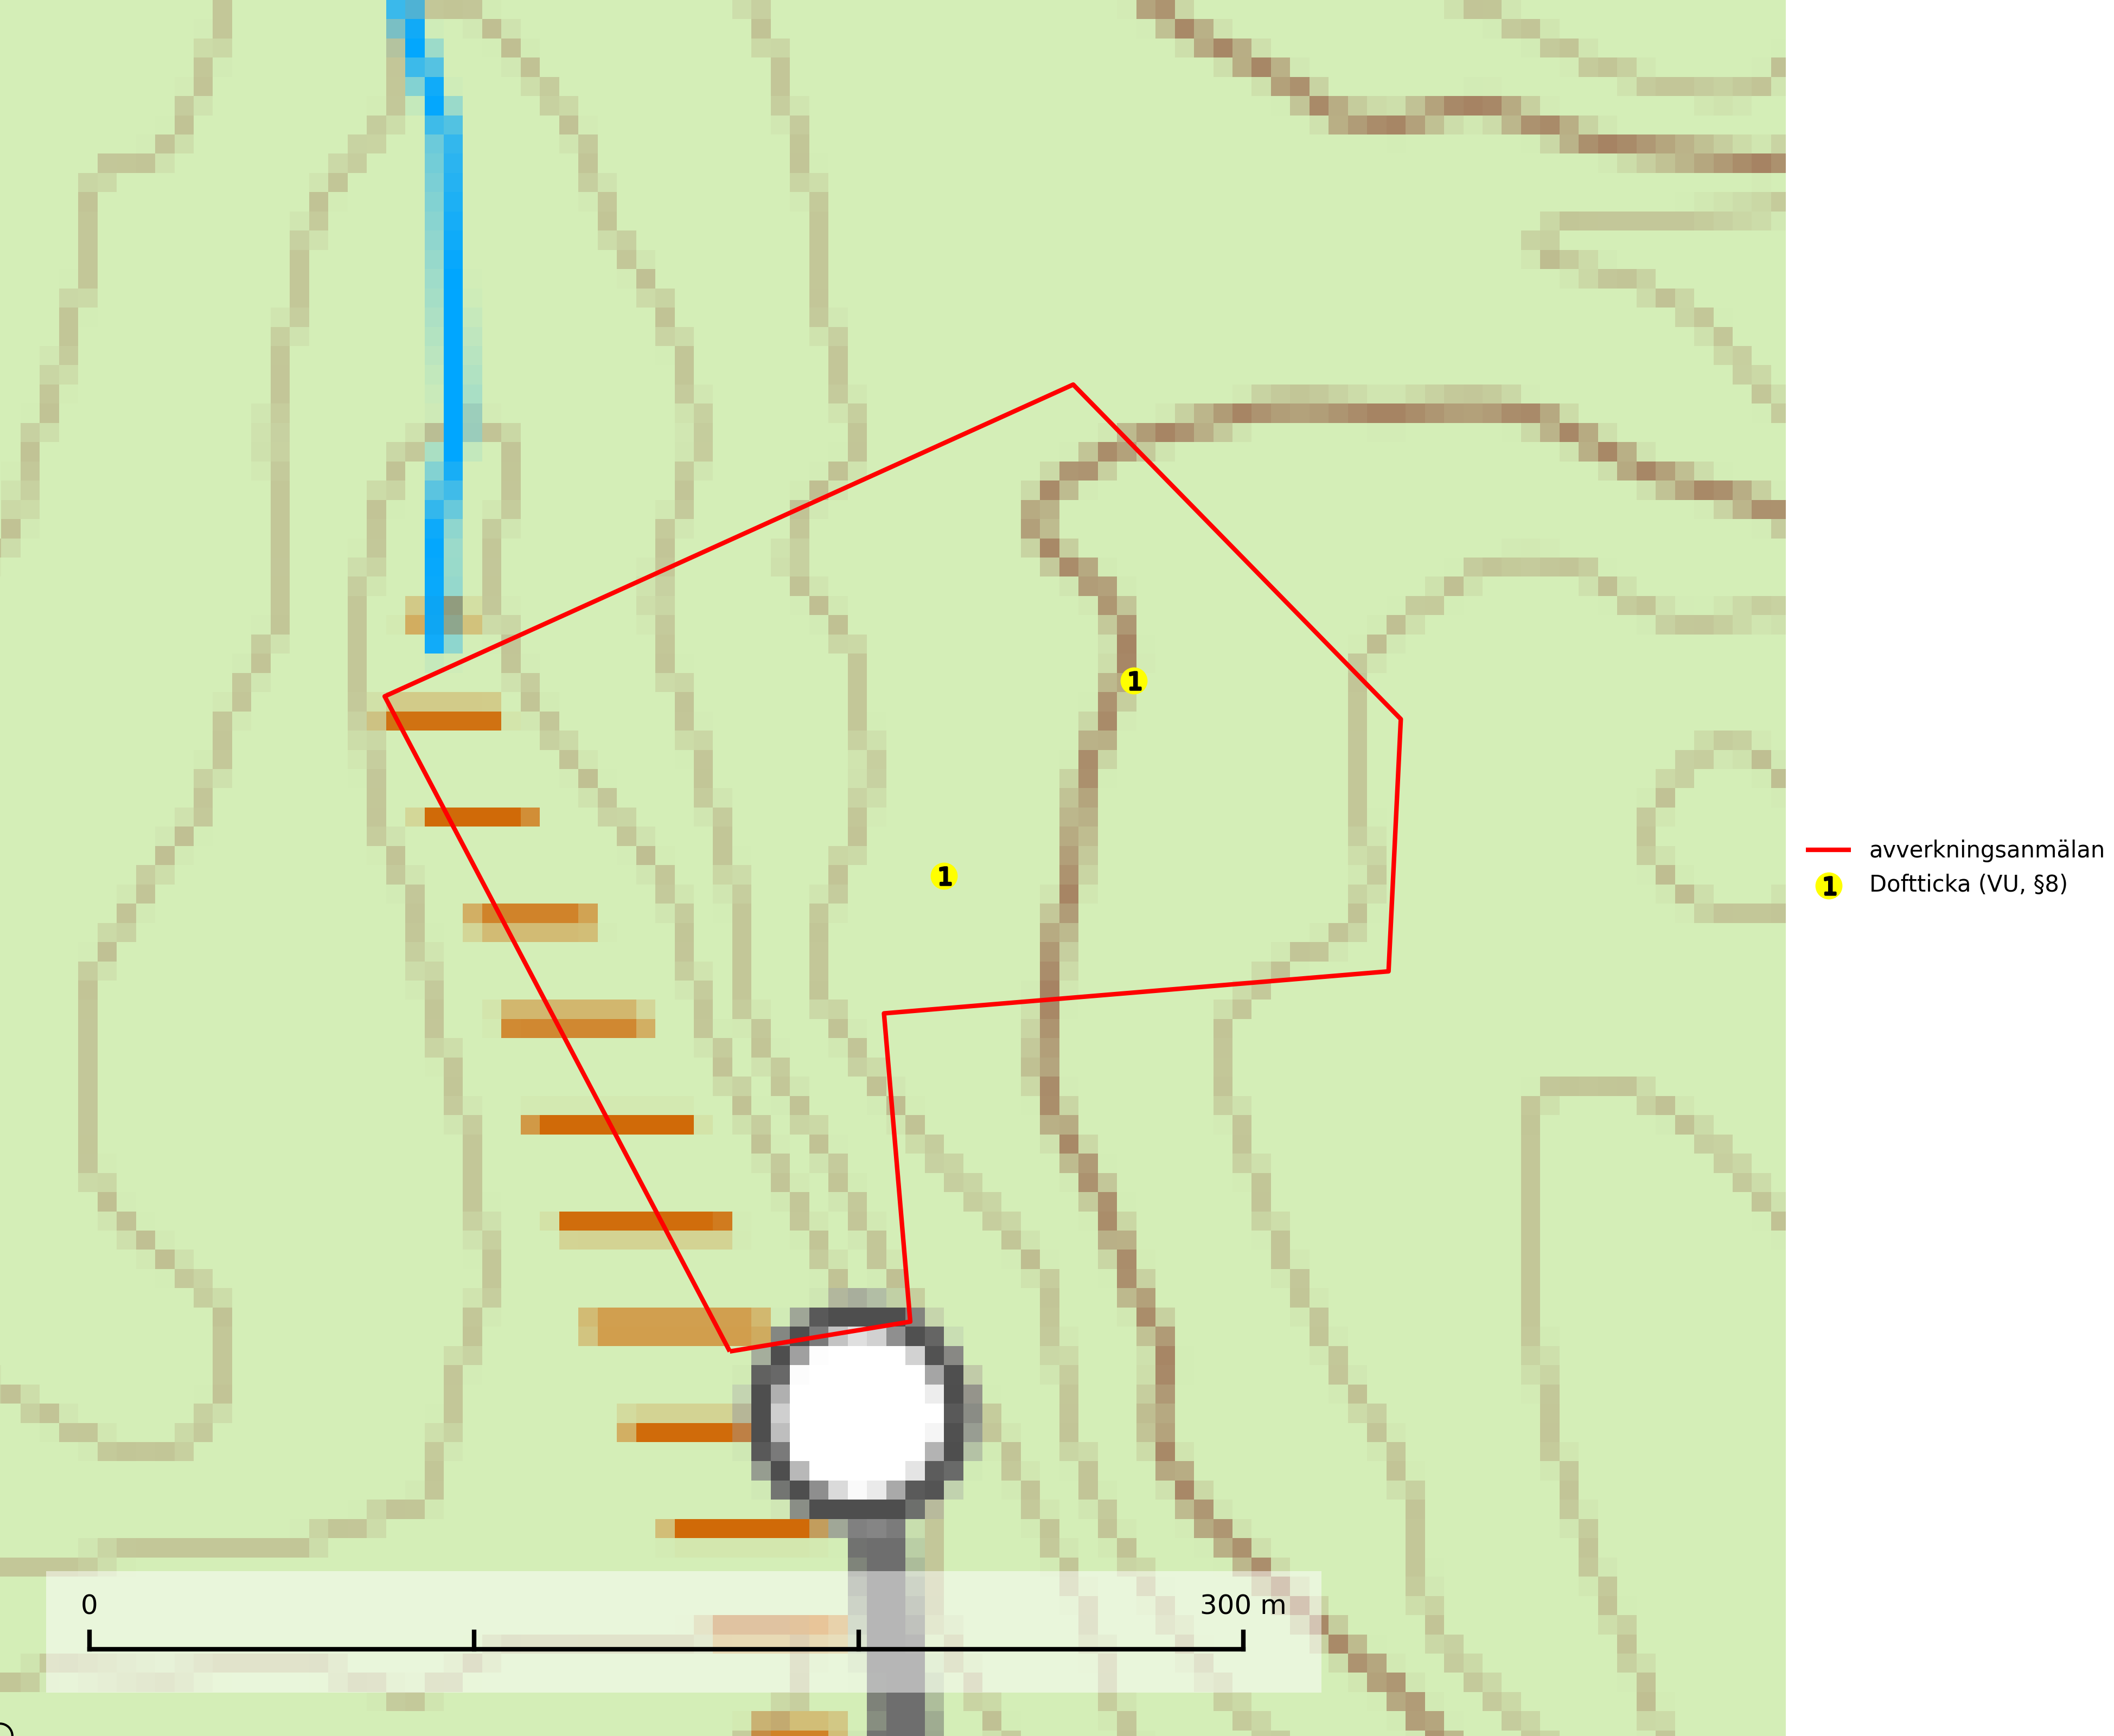 1
1
avverkningsanmälan
1 Doftticka (VU, §8)
0 300 m